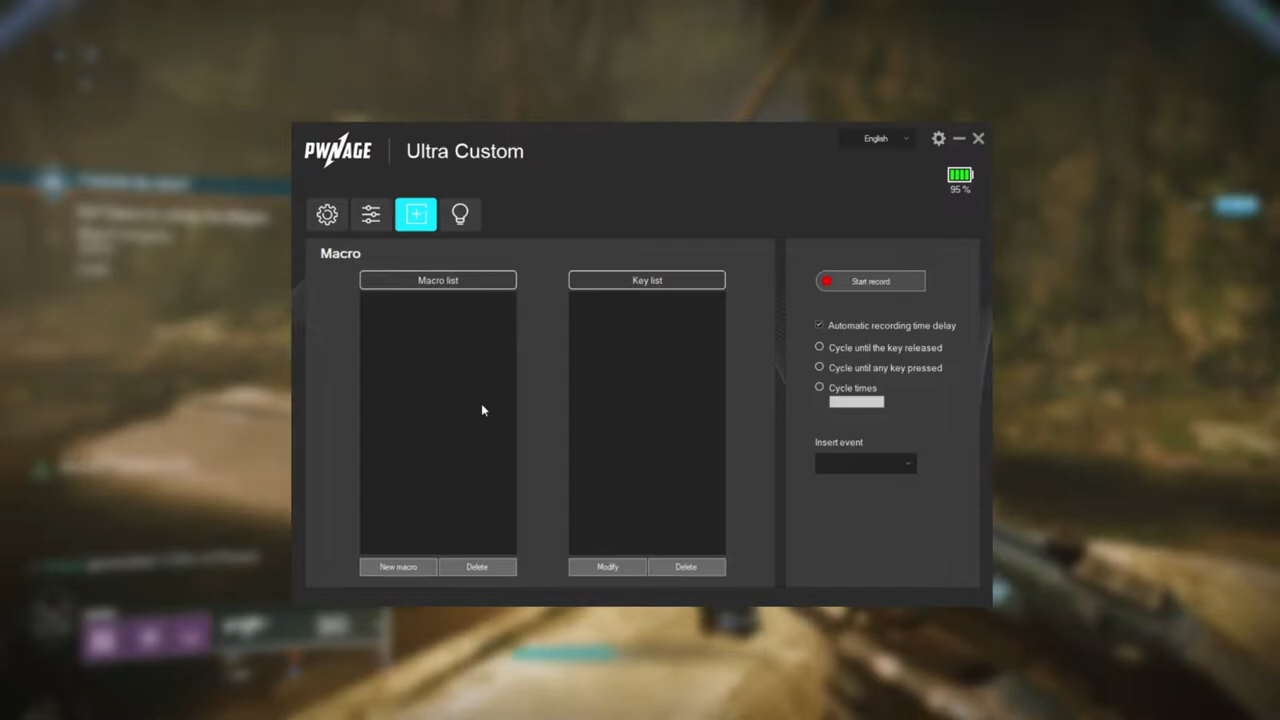 PWNAGE
Ultra Custom
English
95 %
Macro
Macro list
Key list
New macro
Delete
Modify
Delete
Start record
Automatic recording time delay
Cycle until the key released
Cycle until any key pressed
Cycle times
Insert event